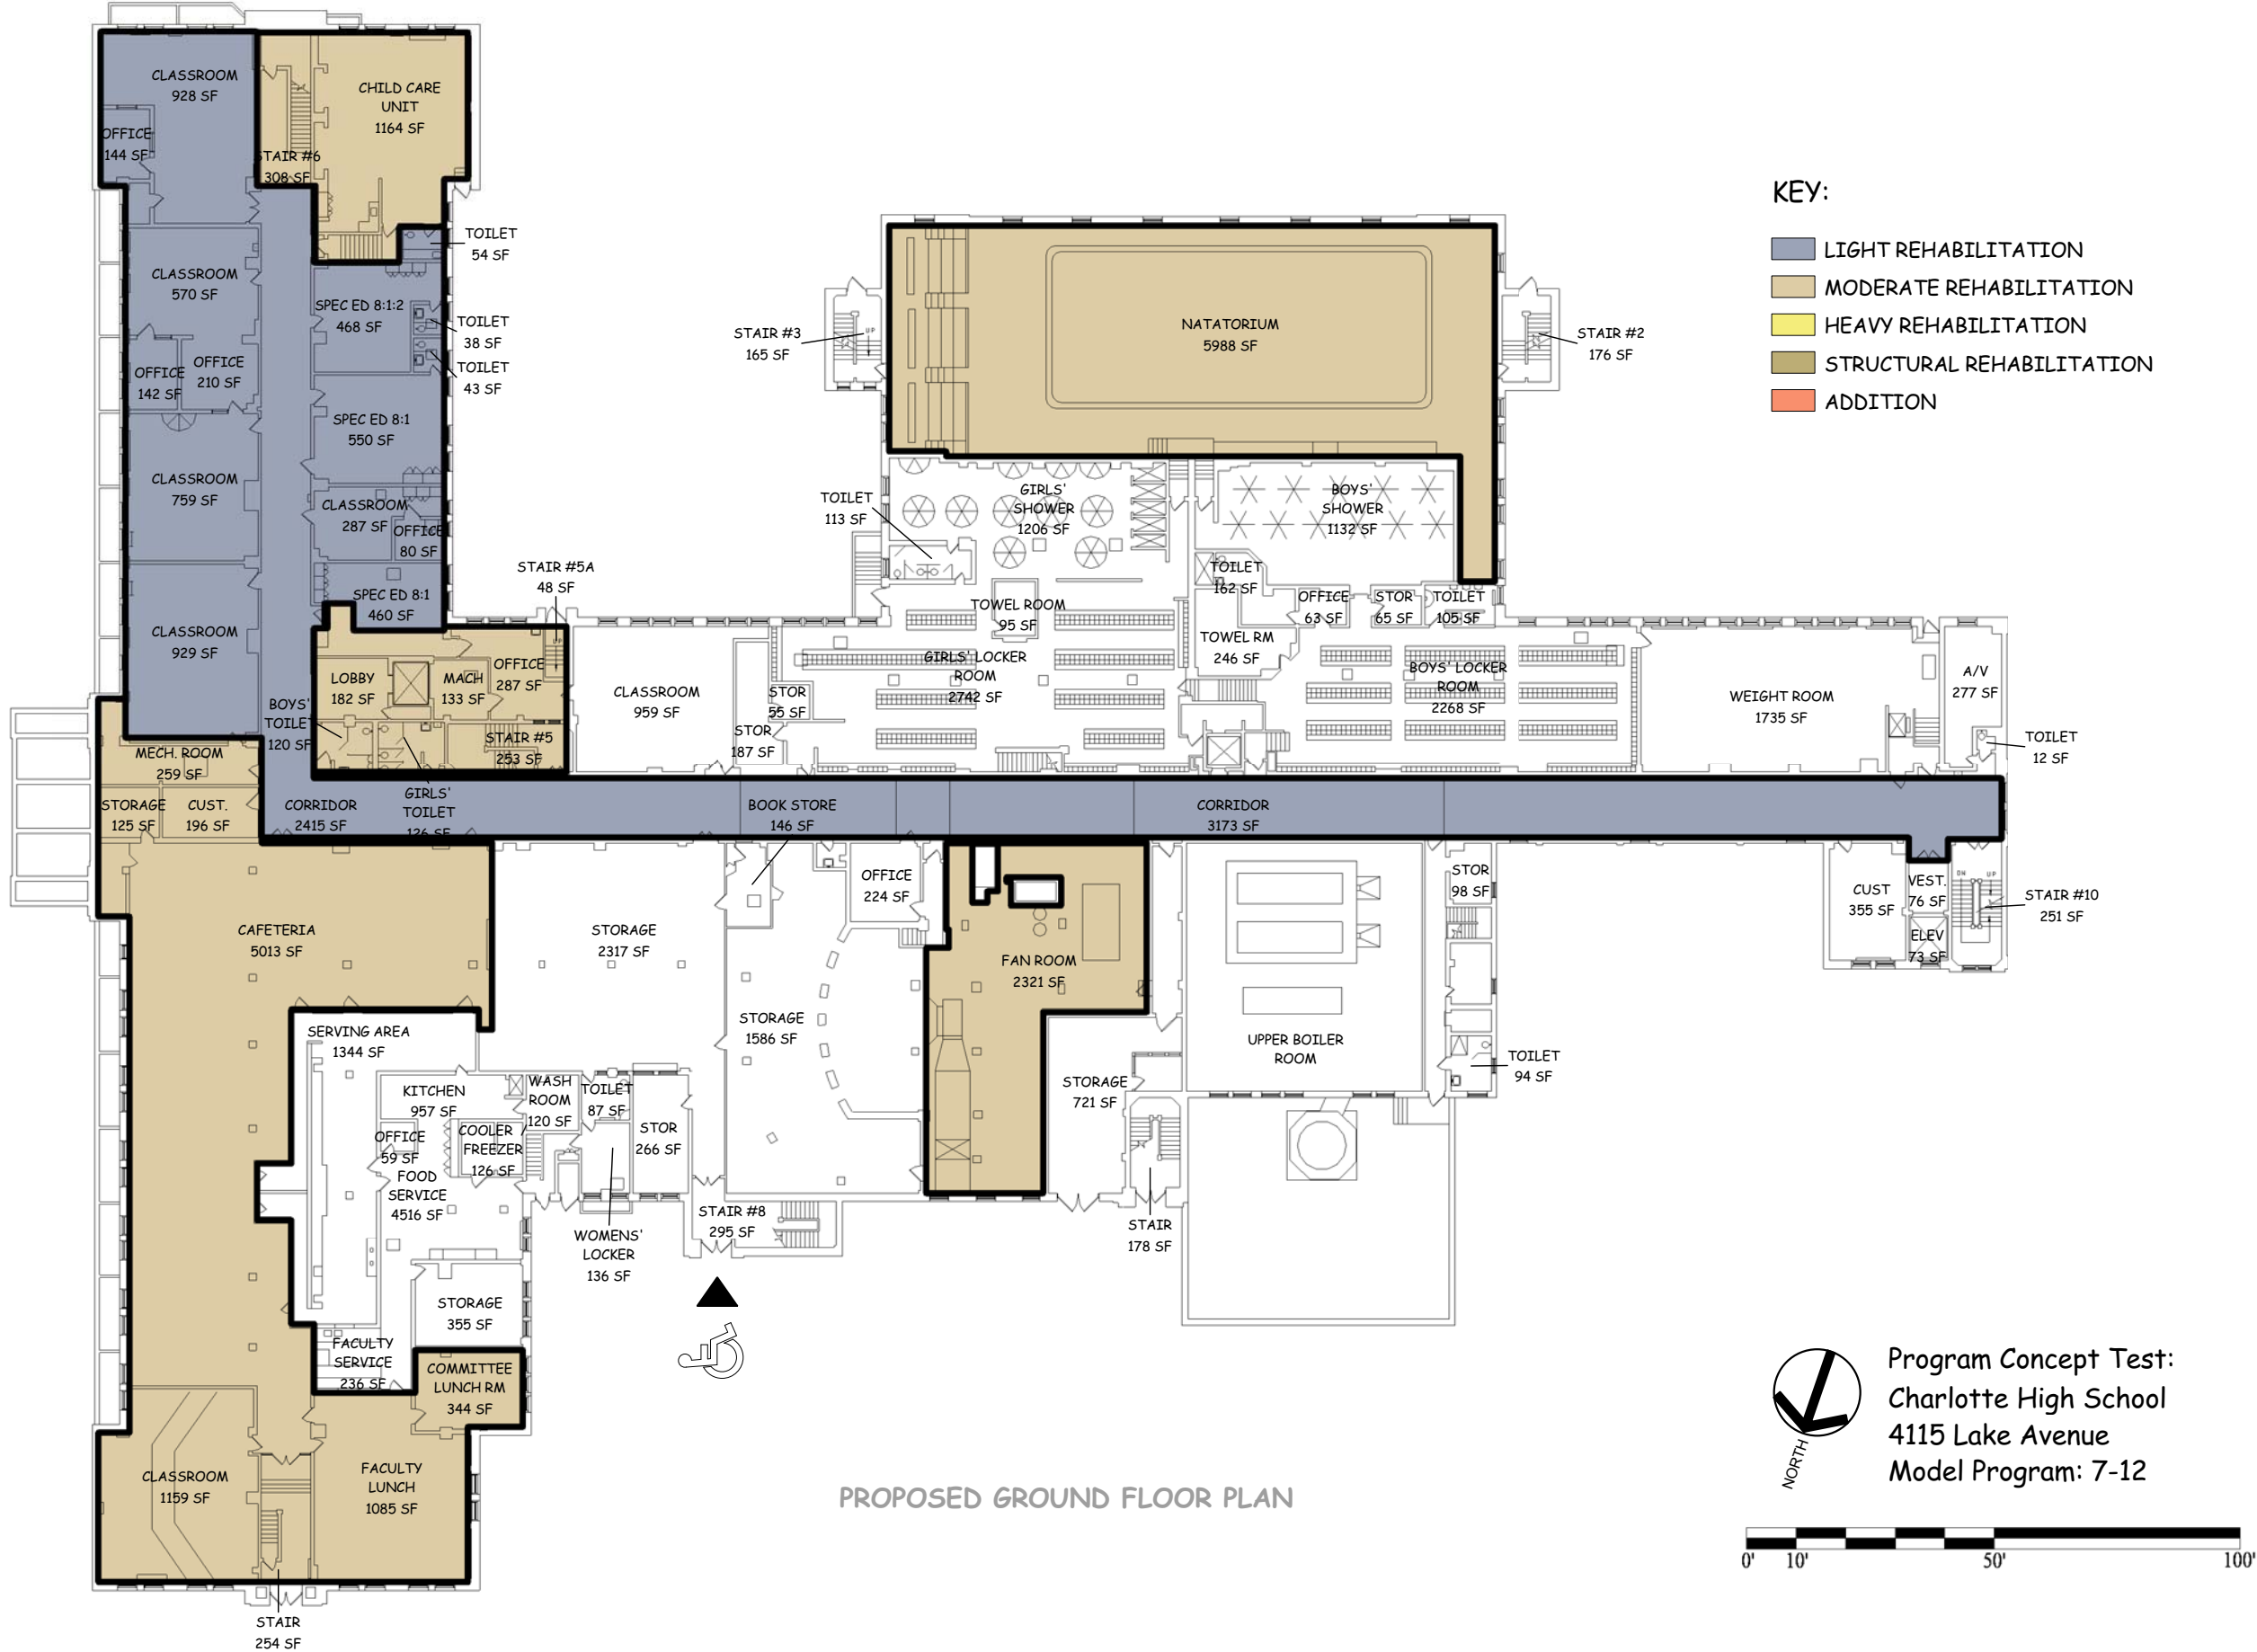 CLASSROOM
928 SF
CHILD CARE
UNIT
1164 SF
OFFICE
144 SF
STAIR #6
308 SF
TOILET
54 SF
CLASSROOM
570 SF
SPEC ED 8:1:2
468 SF
TOILET
38 SF
TOILET
43 SF
OFFICE
142 SF
OFFICE
210 SF
SPEC ED 8:1
550 SF
CLASSROOM
759 SF
CLASSROOM
287 SF
OFFICE
80 SF
SPEC ED 8:1
460 SF
CLASSROOM
929 SF
STAIR #5A
48 SF
UP
LOBBY
182 SF
MACH
133 SF
OFFICE
287 SF
BOYS'
TOILET
120 SF
STAIR #5
253 SF
GIRLS'
TOILET
126 SF
MECH. ROOM
259 SF
STORAGE
125 SF
CUST.
196 SF
CORRIDOR
2415 SF
BOOK STORE
146 SF
CORRIDOR
3173 SF
STAIR #3
165 SF
UP
NATATORIUM
5988 SF
STAIR #2
176 SF
TOILET
113 SF
GIRLS'
SHOWER
1206 SF
BOYS'
SHOWER
1132 SF
TOILET
162 SF
TOWEL ROOM
95 SF
OFFICE
63 SF
STOR
65 SF
TOILET
105 SF
TOWEL RM
246 SF
GIRLS' LOCKER
ROOM
2742 SF
BOYS' LOCKER
ROOM
2268 SF
CLASSROOM
959 SF
STOR
55 SF
STOR
187 SF
WEIGHT ROOM
1735 SF
A/V
277 SF
TOILET
12 SF
KEY:
LIGHT REHABILITATION
MODERATE REHABILITATION
HEAVY REHABILITATION
STRUCTURAL REHABILITATION
ADDITION
CAFETERIA
5013 SF
STORAGE
2317 SF
OFFICE
224 SF
STORAGE
1586 SF
FAN ROOM
2321 SF
UPPER BOILER
ROOM
STOR
98 SF
TOILET
94 SF
CUST
355 SF
VEST.
76 SF
ELEV
73 SF
DN UP
STAIR #10
251 SF
SERVING AREA
1344 SF
KITCHEN
957 SF
WASH
ROOM
120 SF
TOILET
87 SF
OFFICE
59 SF
COOLER
FREEZER
126 SF
STOR
266 SF
FOOD
SERVICE
4516 SF
STORAGE
721 SF
STAIR #8
295 SF
WOMENS'
LOCKER
136 SF
STAIR
178 SF
STORAGE
355 SF
FACULTY
SERVICE
236 SF
COMMITTEE
LUNCH RM
344 SF
CLASSROOM
1159 SF
FACULTY
LUNCH
1085 SF
STAIR
254 SF
PROPOSED GROUND FLOOR PLAN
NORTH
Program Concept Test:
Charlotte High School
4115 Lake Avenue
Model Program: 7-12
0' 10' 50' 100'